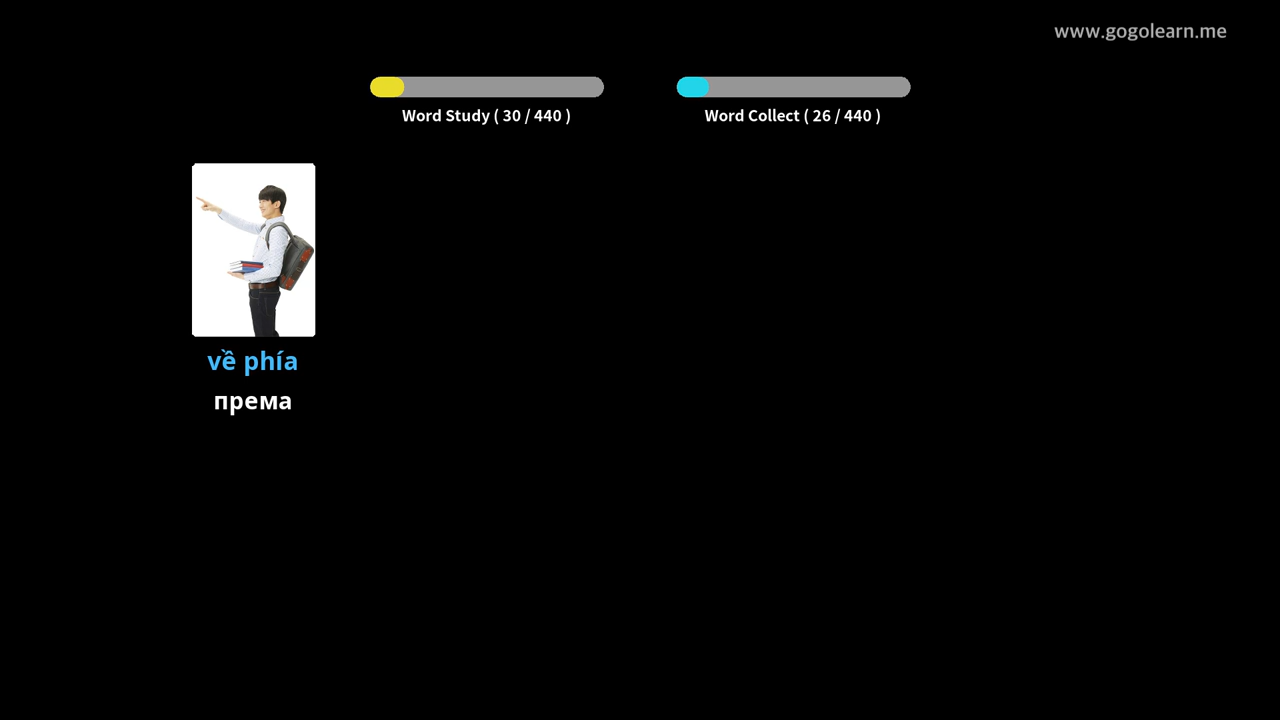 www.gogolearn.me
Word Study ( 30 / 440 )
Word Collect ( 26 / 440 )
về phía
према